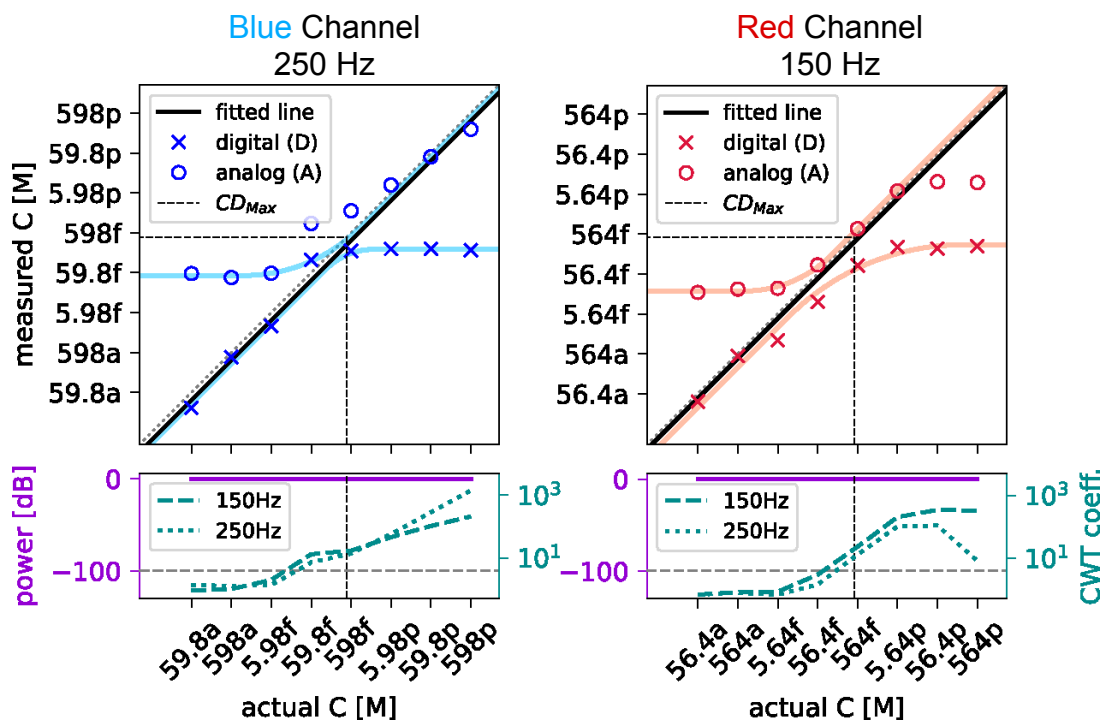 Blue Channel
250 Hz
measured C [M]
598p
59.8p
5.98p
598f
59.8f
5.98f
598a
59.8a
fitted line
digital (D)
analog (A)
CD_Max
power [dB]
0
−100
150Hz
250Hz
10^3
10^1
59.8a
598a
5.98f
59.8f
598f
5.98p
59.8p
598p
actual C [M]
Red Channel
150 Hz
564p
56.4p
5.64p
564f
56.4f
5.64f
564a
56.4a
fitted line
digital (D)
analog (A)
CD_Max
0
−100
150Hz
250Hz
10^3
10^1
CWT coeff.
56.4a
564a
5.64f
56.4f
564f
5.64p
56.4p
564p
actual C [M]